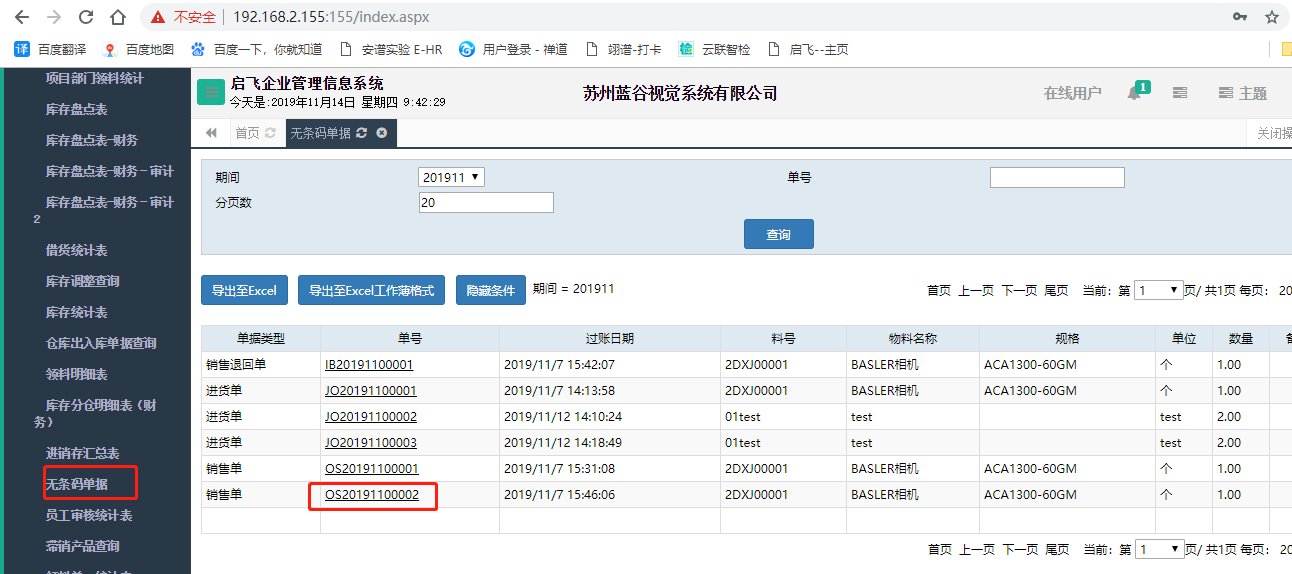 不安全 192.168.2.155:155/index.aspx
译 百度翻译 百度地图 百度一下，你就知道 安谱实验 E-HR 用户登录 - 禅道 翊谱-打卡 云联智检 启飞--主页
项目部门领料统计
库存盘点表
库存盘点表-财务
库存盘点表-财务－审计
库存盘点表-财务－审计
2
借货统计表
库存调整查询
库存统计表
仓库出入库单据查询
领料明细表
库存分仓明细表（财
务）
进销存汇总表
无条码单据
员工审核统计表
滞销产品查询
启飞企业管理信息系统
今天是:2019年11月14日 星期四 9:42:29
苏州蓝谷视觉系统有限公司
在线用户 1 主题
首页 无条码单据 关闭操
期间 201911 单号
分页数 20
查询
导出至Excel 导出至Excel工作薄格式 隐藏条件 期间 = 201911
首页 上一页 下一页 尾页 当前：第 1 页/ 共1页 每页： 20
单据类型 单号 过账日期 料号 物料名称 规格 单位 数量
销售退回单 IB20191100001 2019/11/7 15:42:07 2DXJ00001 BASLER相机 ACA1300-60GM 个 1.00
进货单 JO20191100001 2019/11/7 14:13:58 2DXJ00001 BASLER相机 ACA1300-60GM 个 1.00
进货单 JO20191100002 2019/11/12 14:10:24 01test test test 2.00
进货单 JO20191100003 2019/11/12 14:18:49 01test test test 2.00
销售单 OS20191100001 2019/11/7 15:31:08 2DXJ00001 BASLER相机 ACA1300-60GM 个 1.00
销售单 OS20191100002 2019/11/7 15:46:06 2DXJ00001 BASLER相机 ACA1300-60GM 个 1.00
首页 上一页 下一页 尾页 当前：第 1 页/ 共1页 每页： 20